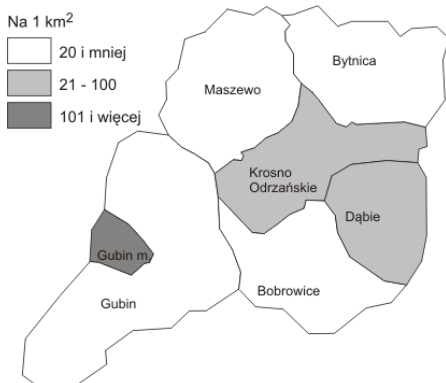 Na 1 km²
20 i mniej
21 - 100
101 i więcej
Bytnica
Maszewo
Krosno
Odrzańskie
Dąbie
Gubin m.
Bobrowice
Gubin